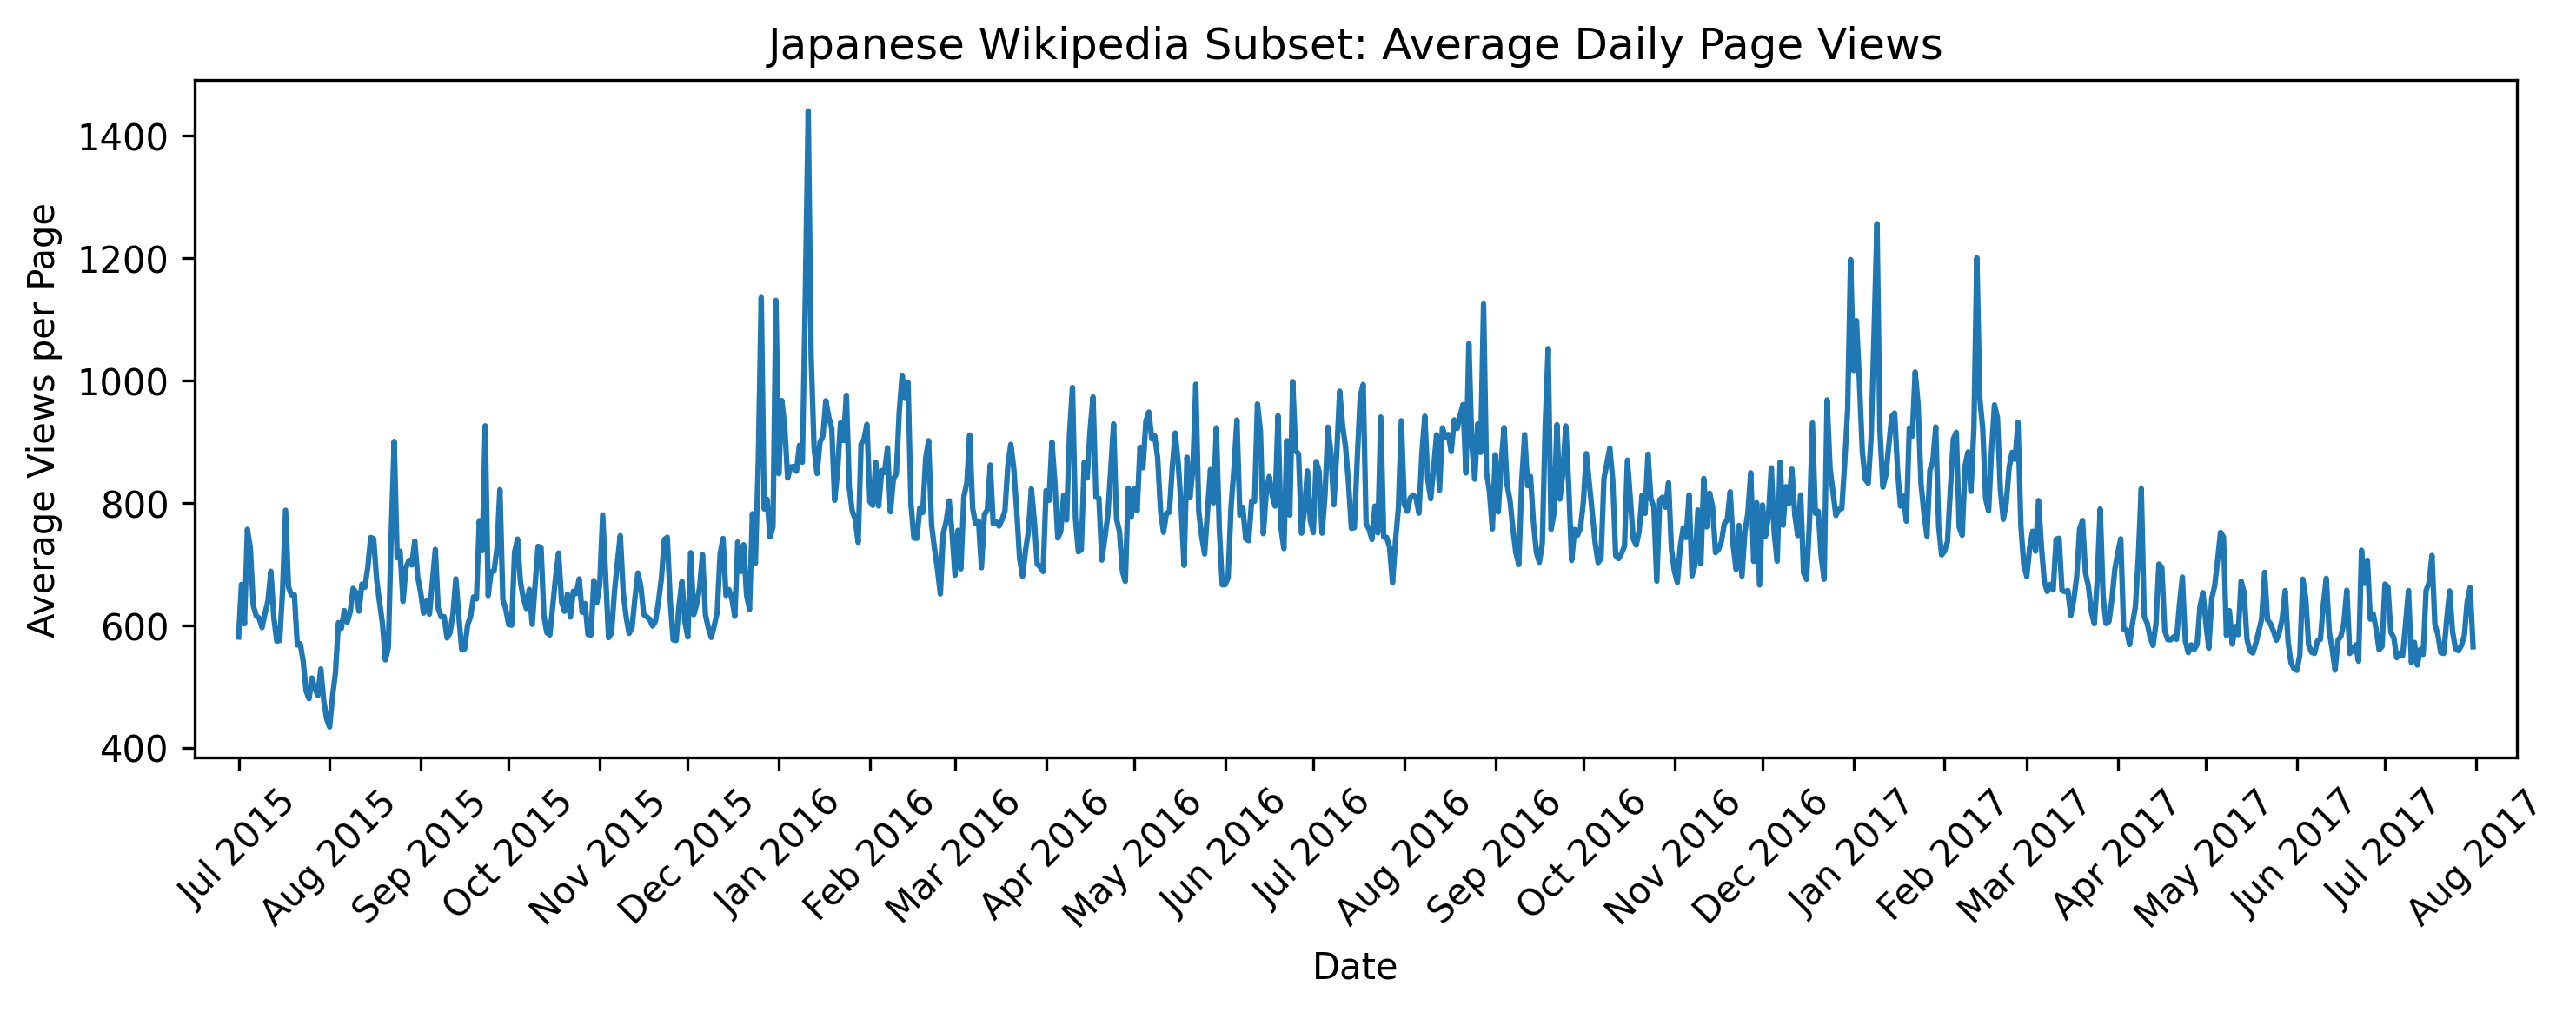 Japanese Wikipedia Subset: Average Daily Page Views
Average Views per Page
1400
1200
1000
800
600
400
Jul 2015
Aug 2015
Sep 2015
Oct 2015
Nov 2015
Dec 2015
Jan 2016
Feb 2016
Mar 2016
Apr 2016
May 2016
Jun 2016
Jul 2016
Aug 2016
Sep 2016
Oct 2016
Nov 2016
Dec 2016
Jan 2017
Feb 2017
Mar 2017
Apr 2017
May 2017
Jun 2017
Jul 2017
Aug 2017
Date